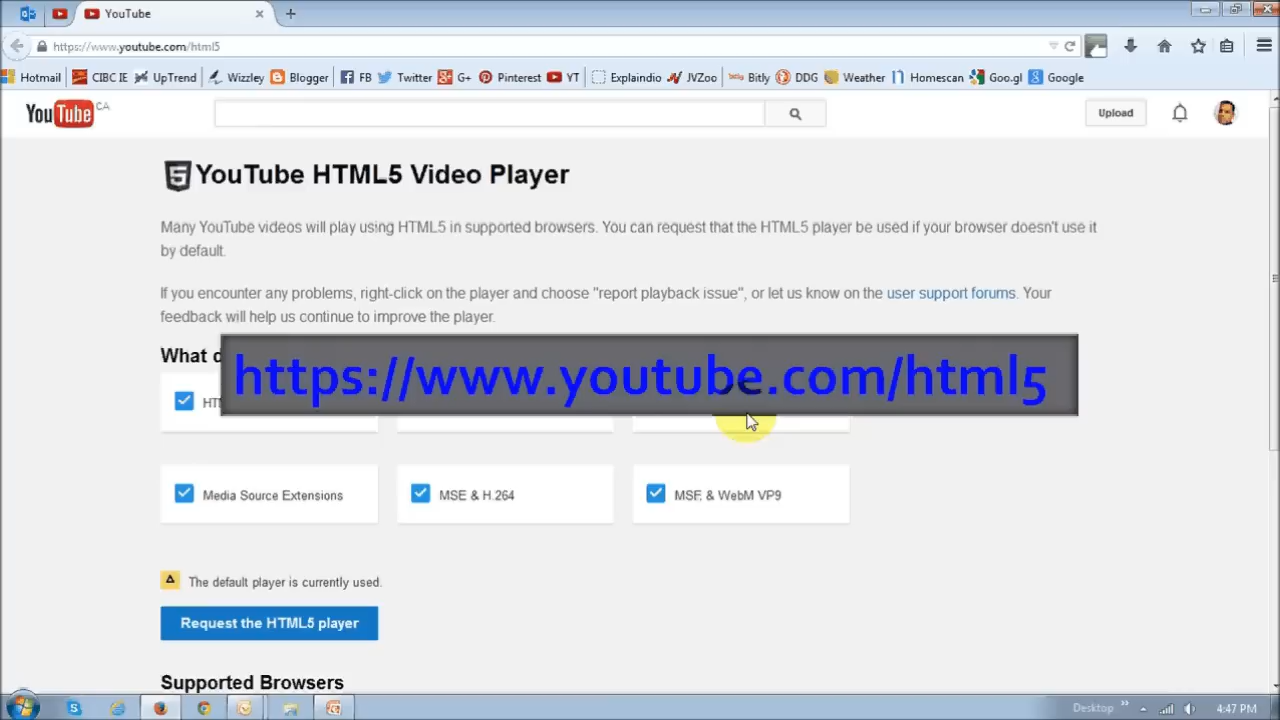 YouTube
https://www.youtube.com/html5
Hotmail CIBC IE UpTrend Wizzley Blogger FB Twitter G+ Pinterest YT Explaindio JVZoo Bitly DDG Weather Homescan Goo.gl Google
YouTube CA
Upload
5 YouTube HTML5 Video Player
Many YouTube videos will play using HTML5 in supported browsers. You can request that the HTML5 player be used if your browser doesn't use it
by default.
If you encounter any problems, right-click on the player and choose "report playback issue", or let us know on the user support forums. Your
feedback will help us continue to improve the player.
What d
https://www.youtube.com/html5
Media Source Extensions MSE & H.264 MSE & WebM VP9
The default player is currently used.
Request the HTML5 player
Supported Browsers
Desktop 4:47 PM